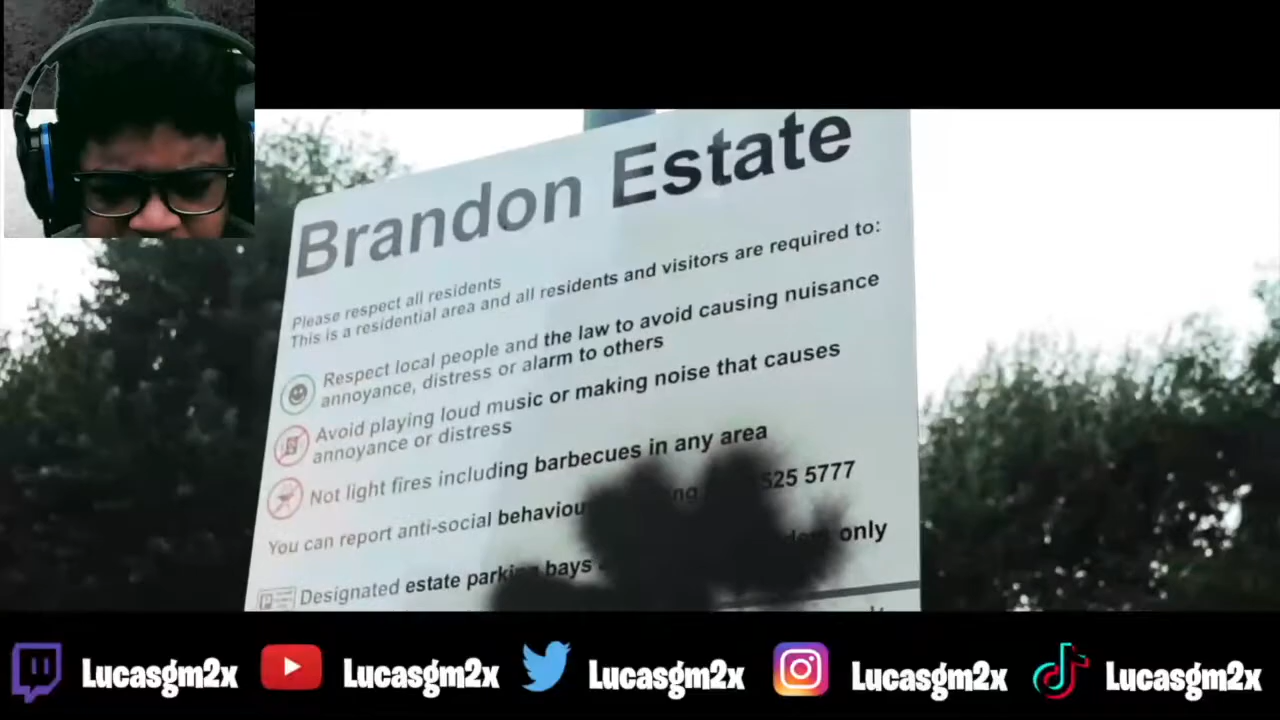 Brandon Estate
Please respect all residents
This is a residential area and all residents and visitors are required to:
Respect local people and the law to avoid causing nuisance
annoyance, distress or alarm to others
Avoid playing loud music or making noise that causes
annoyance or distress
Not light fires including barbecues in any area
You can report anti-social behaviou ng 525 5777
Designated estate parking bays only
Lucasgm2x Lucasgm2x Lucasgm2x Lucasgm2x Lucasgm2x